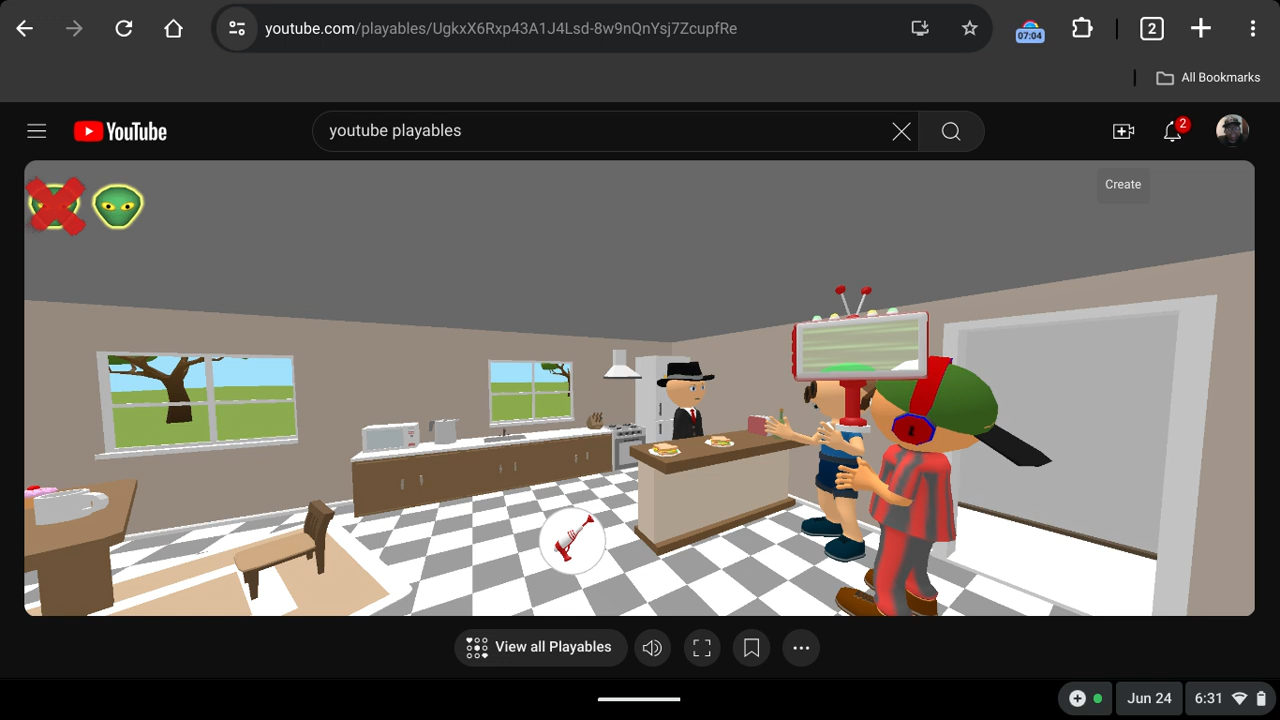 youtube.com/playables/UgkxX6Rxp43A1J4Lsd-8w9nQnYsj7ZcupfRe
07:04
2
All Bookmarks
YouTube
youtube playables
2
Create
View all Playables
Jun 24
6:31